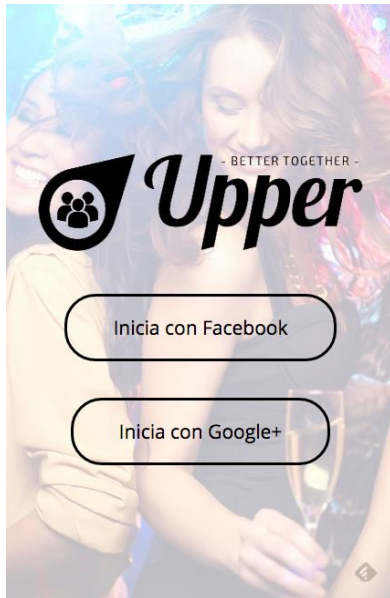 - BETTER TOGETHER -
Upper
Inicia con Facebook
Inicia con Google+